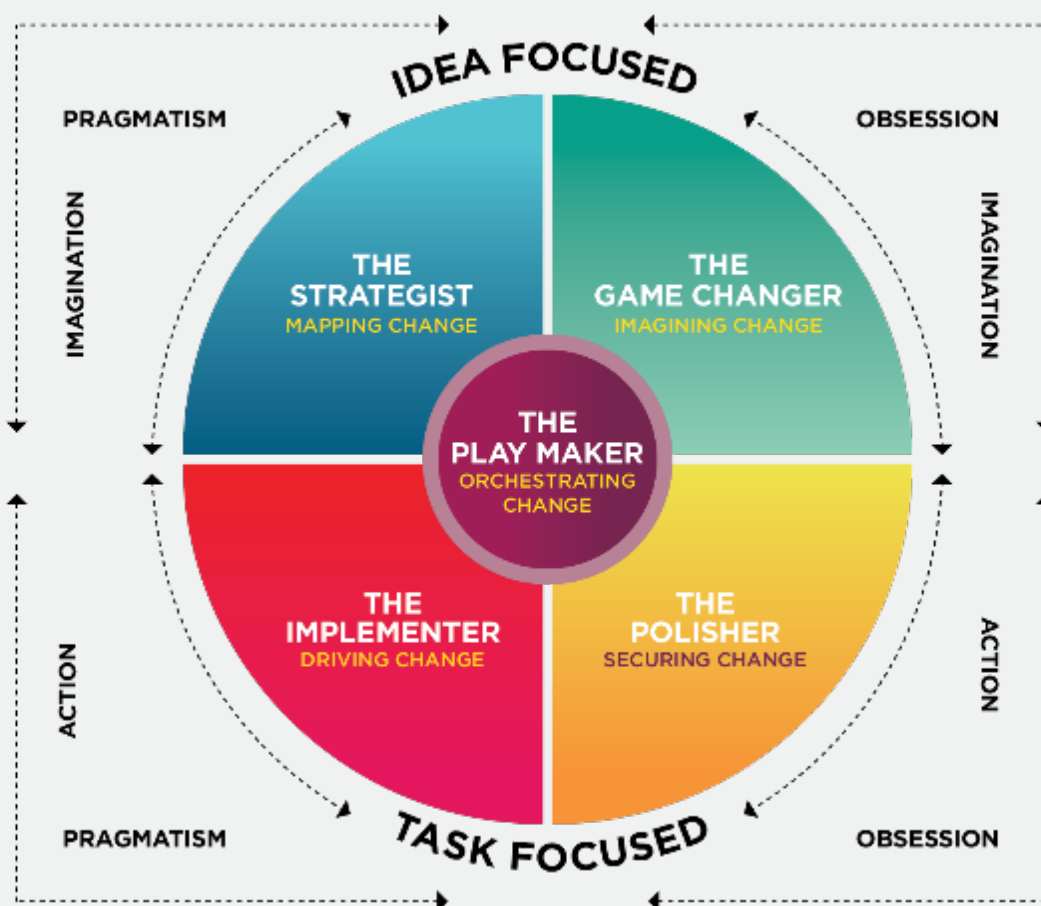 IDEA FOCUSED
PRAGMATISM
OBSESSION
IMAGINATION
IMAGINATION
THE
STRATEGIST
MAPPING CHANGE
THE
GAME CHANGER
IMAGINING CHANGE
THE
PLAY MAKER
ORCHESTRATING
CHANGE
THE
IMPLEMENTER
DRIVING CHANGE
THE
POLISHER
SECURING CHANGE
ACTION
ACTION
PRAGMATISM
OBSESSION
TASK FOCUSED